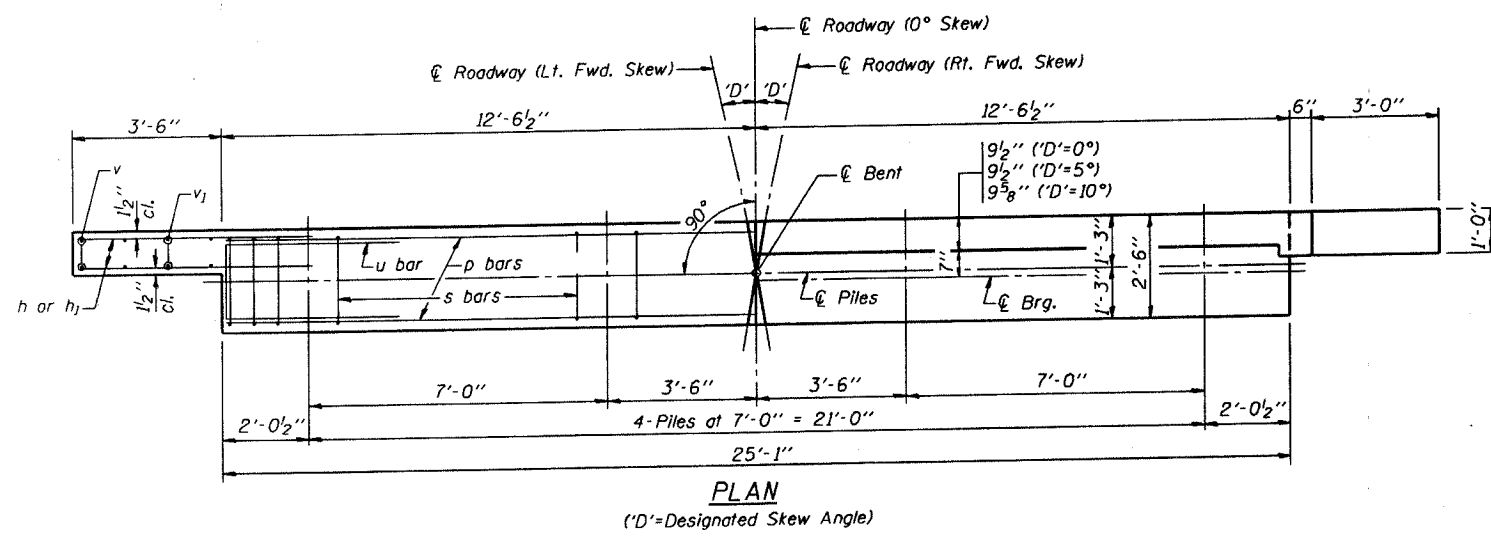 ℄ Roadway (0° Skew)
℄ Roadway (Lt. Fwd. Skew)
℄ Roadway (Rt. Fwd. Skew)
'D' 'D'
3'-6"
12'-6½"
12'-6½"
6"
3'-0"
9½" ('D'=0°)
9½" ('D'=5°)
9⅝" ('D'=10°)
℄ Bent
v
v1
1½" cl.
90°
u bar
p bars
s bars
h or h1
1½" cl.
7"
℄ Piles
℄ Brg.
1'-3"
1'-3"
2'-6"
1'-0"
7'-0"
3'-6"
3'-6"
7'-0"
2'-0½"
4-Piles at 7'-0" = 21'-0"
2'-0½"
25'-1"
PLAN
('D'=Designated Skew Angle)